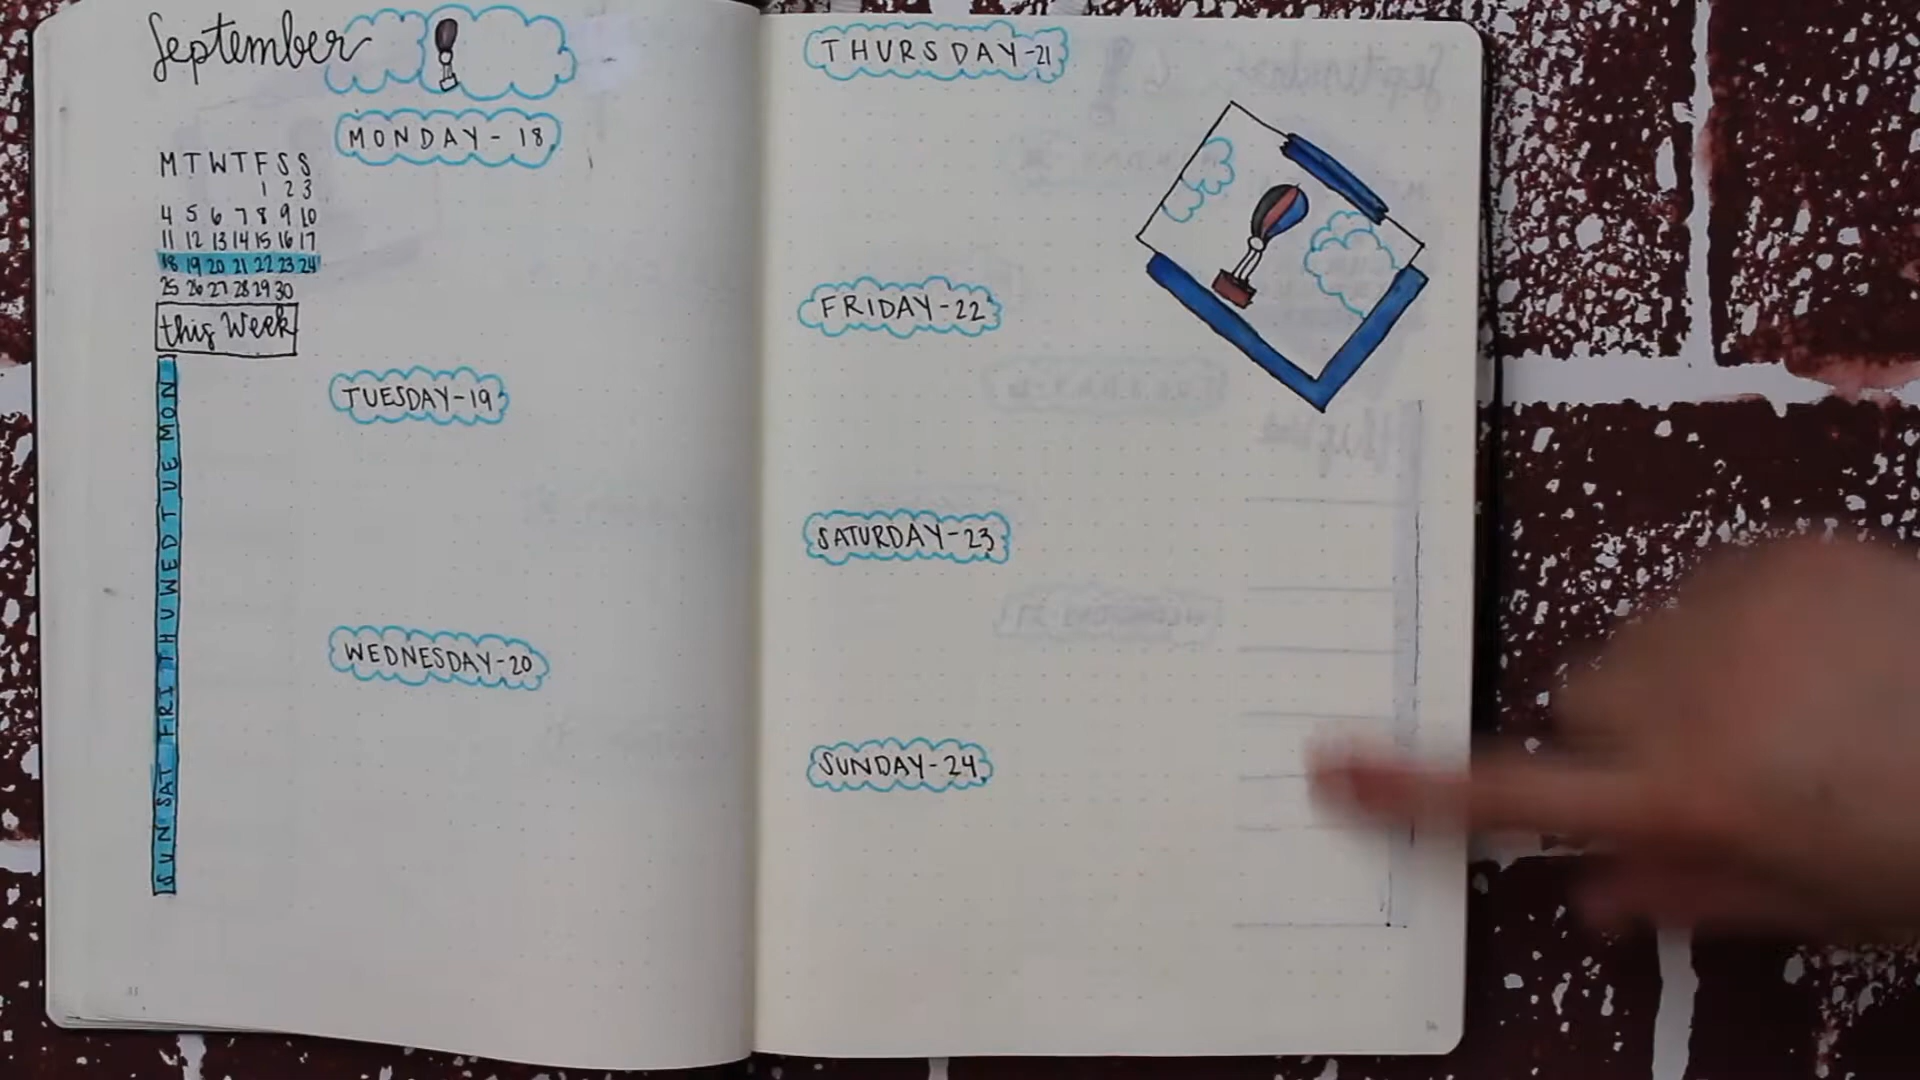 September
MONDAY - 18
M T W T F S S
1 2 3
4 5 6 7 8 9 10
11 12 13 14 15 16 17
18 19 20 21 22 23 24
25 26 27 28 29 30
this Week
MON
TUE
WED
THU
FRI
SAT
SUN
TUESDAY-19
WEDNESDAY-20
THURSDAY-21
FRIDAY-22
SATURDAY-23
SUNDAY-24